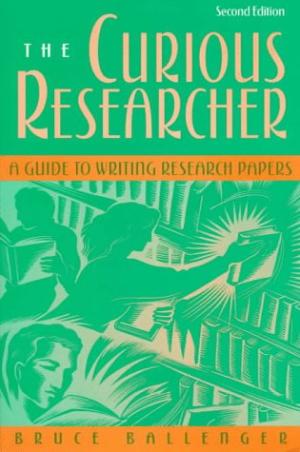 Second Edition
THE CURIOUS
RESEARCHER
A GUIDE TO WRITING RESEARCH PAPERS
BRUCE BALLENGER